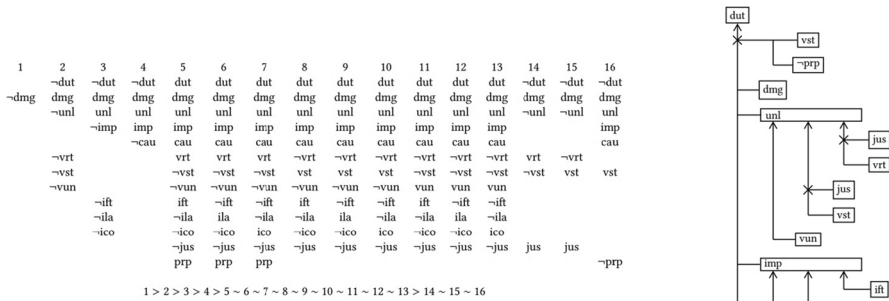 1 2 3 4 5 6 7 8 9 10 11 12 13 14 15 16
¬dut ¬dut ¬dut dut dut dut dut dut dut dut dut dut ¬dut ¬dut ¬dut
¬dmg dmg dmg dmg dmg dmg dmg dmg dmg dmg dmg dmg dmg dmg dmg dmg
¬unl unl unl unl unl unl unl unl unl unl unl unl ¬unl ¬unl unl
¬imp imp imp imp imp imp imp imp imp imp imp imp
¬cau cau cau cau cau cau cau cau cau cau cau
¬vrt vrt vrt vrt ¬vrt ¬vrt ¬vrt ¬vrt ¬vrt ¬vrt vrt ¬vrt
¬vst ¬vst ¬vst ¬vst vst vst vst ¬vst ¬vst ¬vst ¬vst vst vst
¬vun ¬vun ¬vun ¬vun ¬vun ¬vun ¬vun vun vun vun
¬ift ift ¬ift ¬ift ift ¬ift ¬ift ift ¬ift ¬ift
¬ila ¬ila ila ¬ila ¬ila ila ¬ila ¬ila ila ¬ila
¬ico ¬ico ¬ico ico ¬ico ¬ico ico ¬ico ¬ico ico
¬jus ¬jus ¬jus ¬jus ¬jus ¬jus ¬jus ¬jus ¬jus jus jus
prp prp prp ¬prp
1 > 2 > 3 > 4 > 5 ~ 6 ~ 7 ~ 8 ~ 9 ~ 10 ~ 11 ~ 12 ~ 13 > 14 ~ 15 ~ 16
dut
vst
¬prp
dmg
unl
jus
vrt
jus
vst
vun
imp
ift